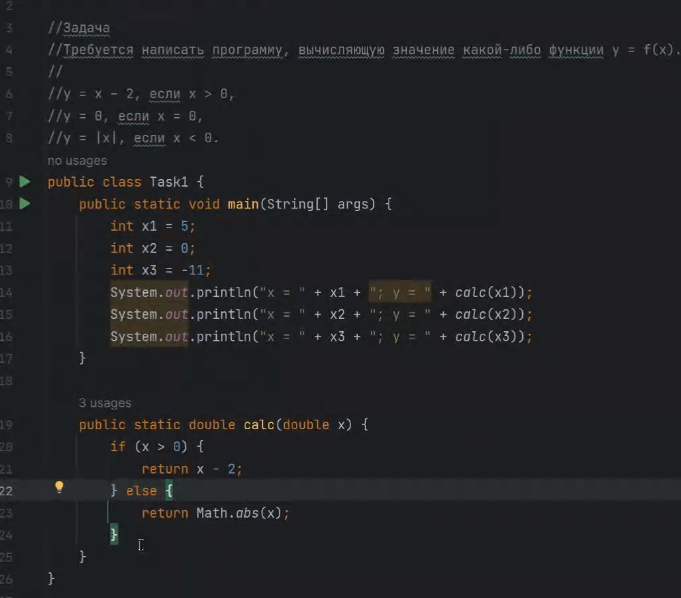 2
3 //Задача
4 //Требуется написать программу, вычисляющую значение какой-либо функции y = f(x).
5 //
6 //y = x - 2, если x > 0,
7 //y = 0, если x = 0,
8 //y = |x|, если x < 0.
no usages
9 public class Task1 {
10 public static void main(String[] args) {
11 int x1 = 5;
12 int x2 = 0;
13 int x3 = -11;
14 System.out.println("x = " + x1 + "; y = " + calc(x1));
15 System.out.println("x = " + x2 + "; y = " + calc(x2));
16 System.out.println("x = " + x3 + "; y = " + calc(x3));
17 }
18
3 usages
19 public static double calc(double x) {
20 if (x > 0) {
21 return x - 2;
22 } else {
23 return Math.abs(x);
24 }
25 }
26 }